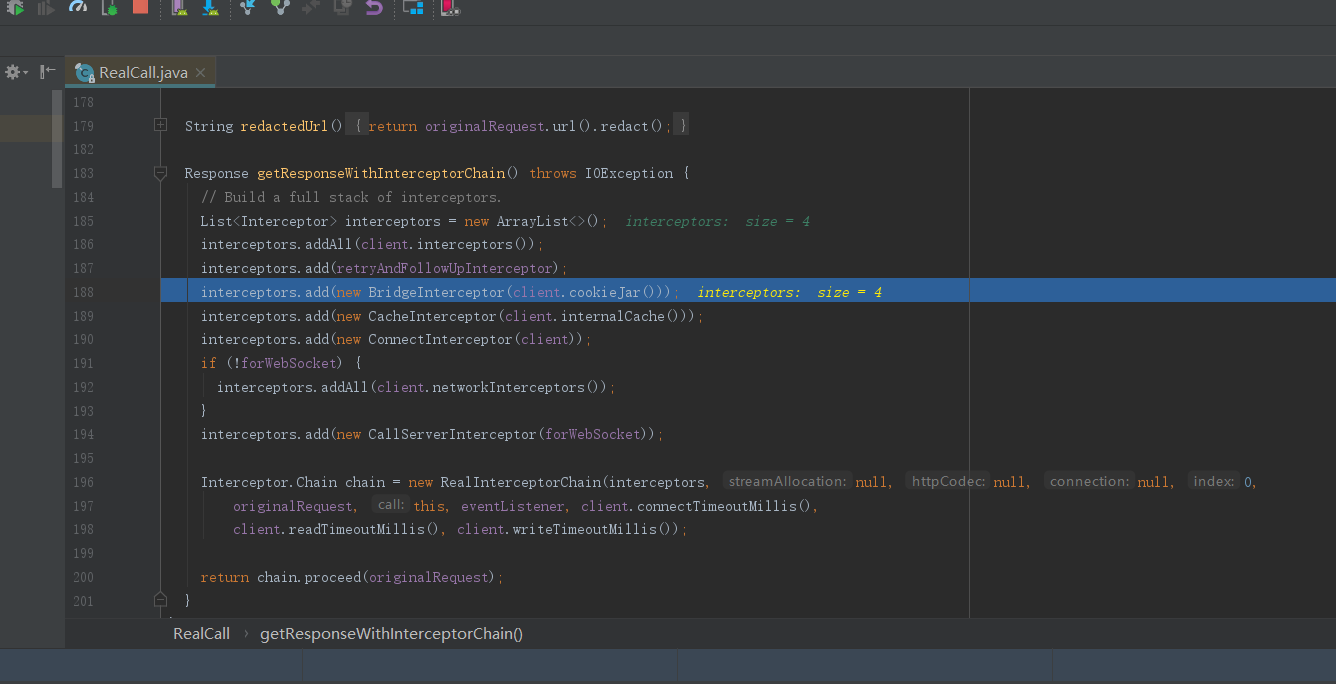 RealCall.java
178
179 String redactedUrl() { return originalRequest.url().redact(); }
182
183 Response getResponseWithInterceptorChain() throws IOException {
184 // Build a full stack of interceptors.
185 List<Interceptor> interceptors = new ArrayList<>(); interceptors: size = 4
186 interceptors.addAll(client.interceptors());
187 interceptors.add(retryAndFollowUpInterceptor);
188 interceptors.add(new BridgeInterceptor(client.cookieJar())); interceptors: size = 4
189 interceptors.add(new CacheInterceptor(client.internalCache()));
190 interceptors.add(new ConnectInterceptor(client));
191 if (!forWebSocket) {
192 interceptors.addAll(client.networkInterceptors());
193 }
194 interceptors.add(new CallServerInterceptor(forWebSocket));
195
196 Interceptor.Chain chain = new RealInterceptorChain(interceptors, streamAllocation: null, httpCodec: null, connection: null, index: 0,
197 originalRequest, call: this, eventListener, client.connectTimeoutMillis(),
198 client.readTimeoutMillis(), client.writeTimeoutMillis());
199
200 return chain.proceed(originalRequest);
201 }
RealCall › getResponseWithInterceptorChain()